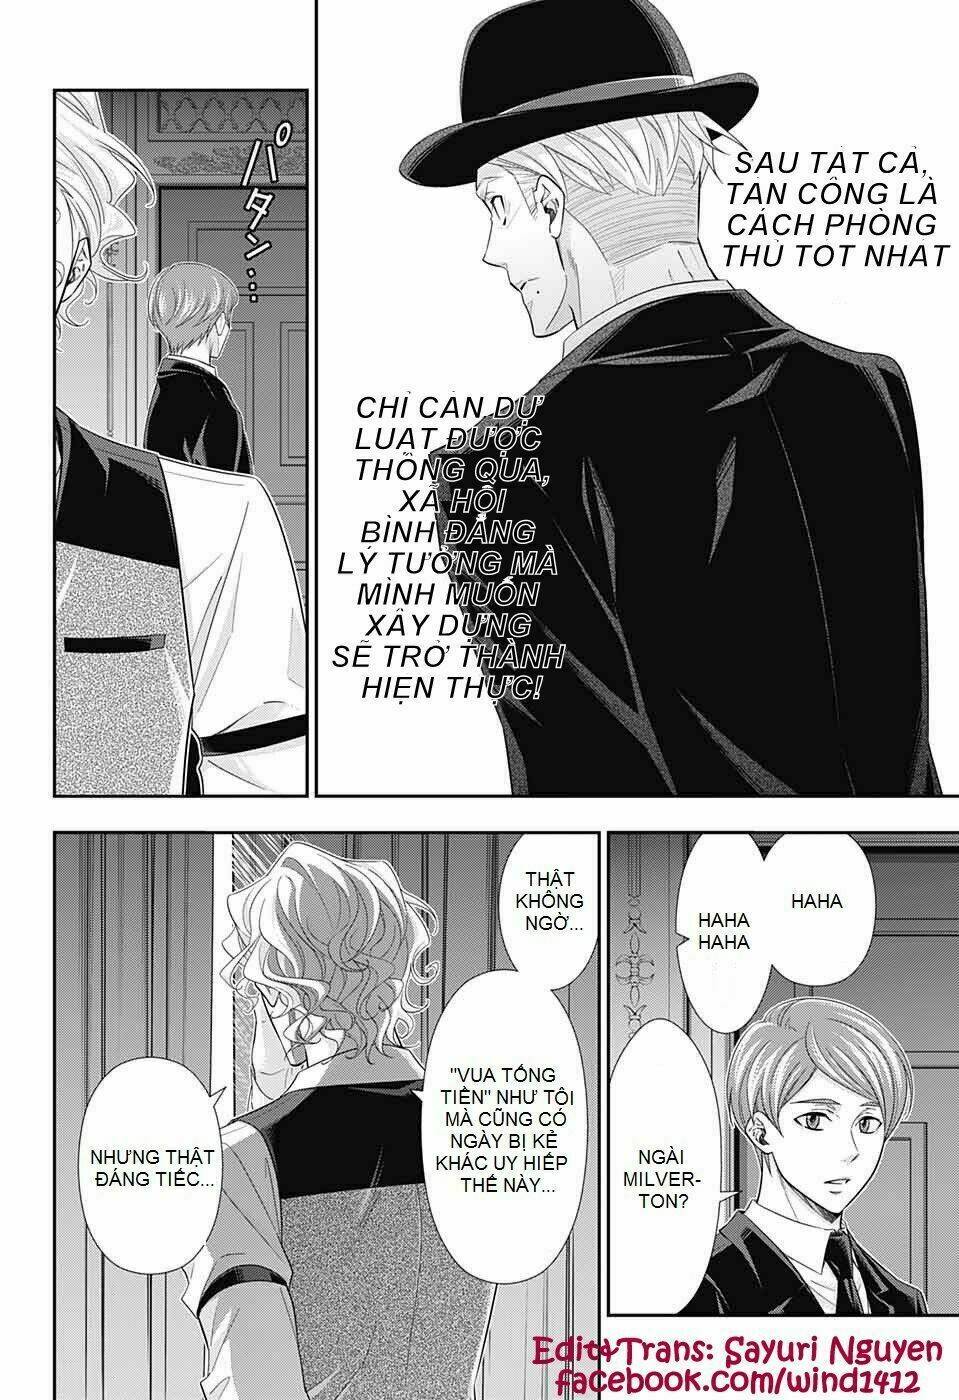 SAU TẤT CẢ,
TẤN CÔNG LÀ
CÁCH PHÒNG
THỦ TỐT NHẤT
CHỈ CẦN DỰ
LUẬT ĐƯỢC
THÔNG QUA,
XÃ HỘI
BÌNH ĐẲNG
LÝ TƯỞNG MÀ
MÌNH MUỐN
XÂY DỰNG
SẼ TRỞ THÀNH
HIỆN THỰC!
パタン…
HAHA
HAHA
HAHA
NGÀI
MILVER-
TON?
THẬT
KHÔNG
NGỜ...
"VUA TỐNG
TIỀN" NHƯ TÔI
MÀ CŨNG CÓ
NGÀY BỊ KẺ
KHÁC UY HIẾP
THẾ NÀY...
NHƯNG THẬT
ĐÁNG TIẾC...
Edit&Trans: Sayuri Nguyen
facebook.com/wind1412